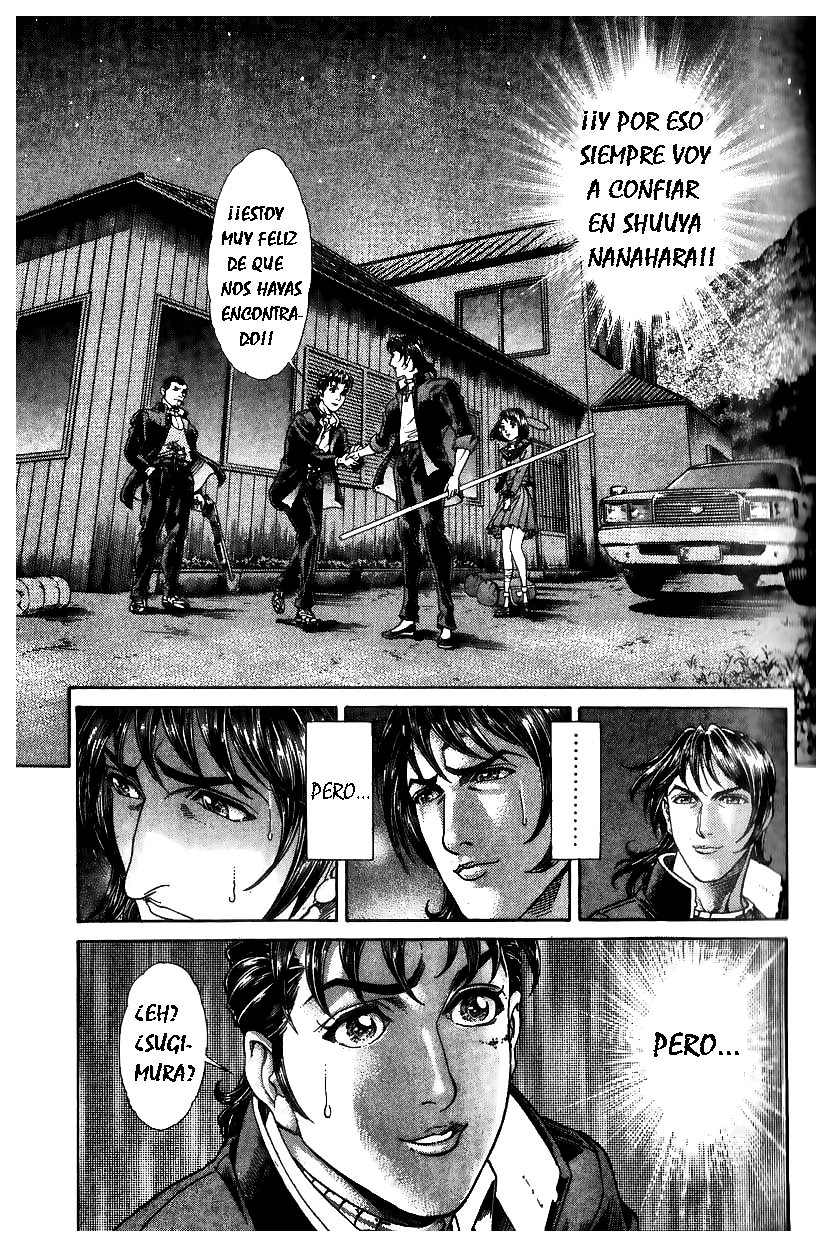 ¡¡Y POR ESO
SIEMPRE VOY
A CONFIAR
EN SHUUYA
NANAHARA!!
¡¡ESTOY
MUY FELIZ
DE QUE
NOS HAYAS
ENCONTRA-
DO!!
..........
PERO...
PERO...
¿EH?
¿SUGI-
MURA?